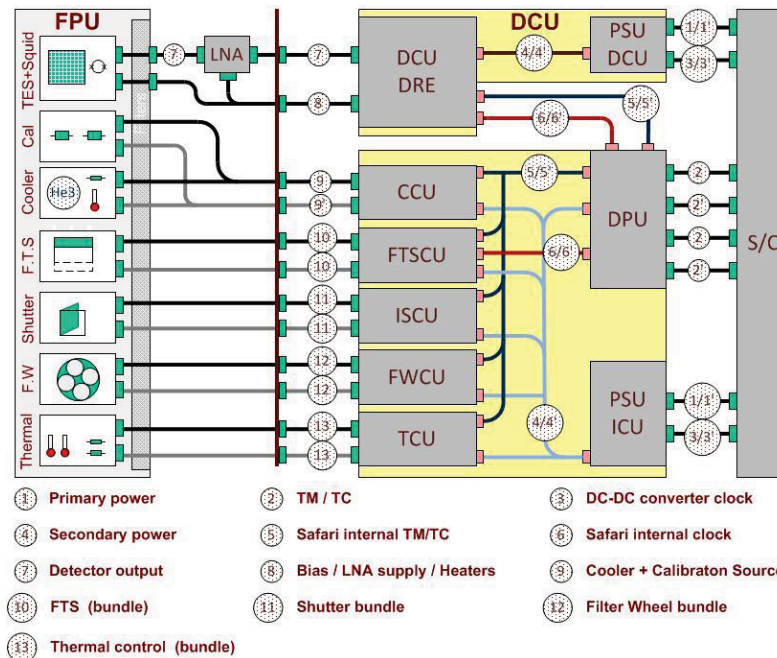 FPU
DCU
TES+Squid
Cal
Cooler
F.T.S
Shutter
F.W
Thermal
He3
7
LNA
7
8
DCU
DRE
4/4'
PSU
DCU
1/1'
3/3'
5/5'
6/6'
9
9'
CCU
5/5'
DPU
2
2'
2
2'
S/C
10
10
FTSCU
6/6'
11
11
ISCU
12
12
FWCU
13
13
TCU
4/4'
PSU
ICU
1/1'
3/3'
1 Primary power
2 TM / TC
3 DC-DC converter clock
4 Secondary power
5 Safari internal TM/TC
6 Safari internal clock
7 Detector output
8 Bias / LNA supply / Heaters
9 Cooler + Calibraton Source
10 FTS (bundle)
11 Shutter bundle
12 Filter Wheel bundle
13 Thermal control (bundle)